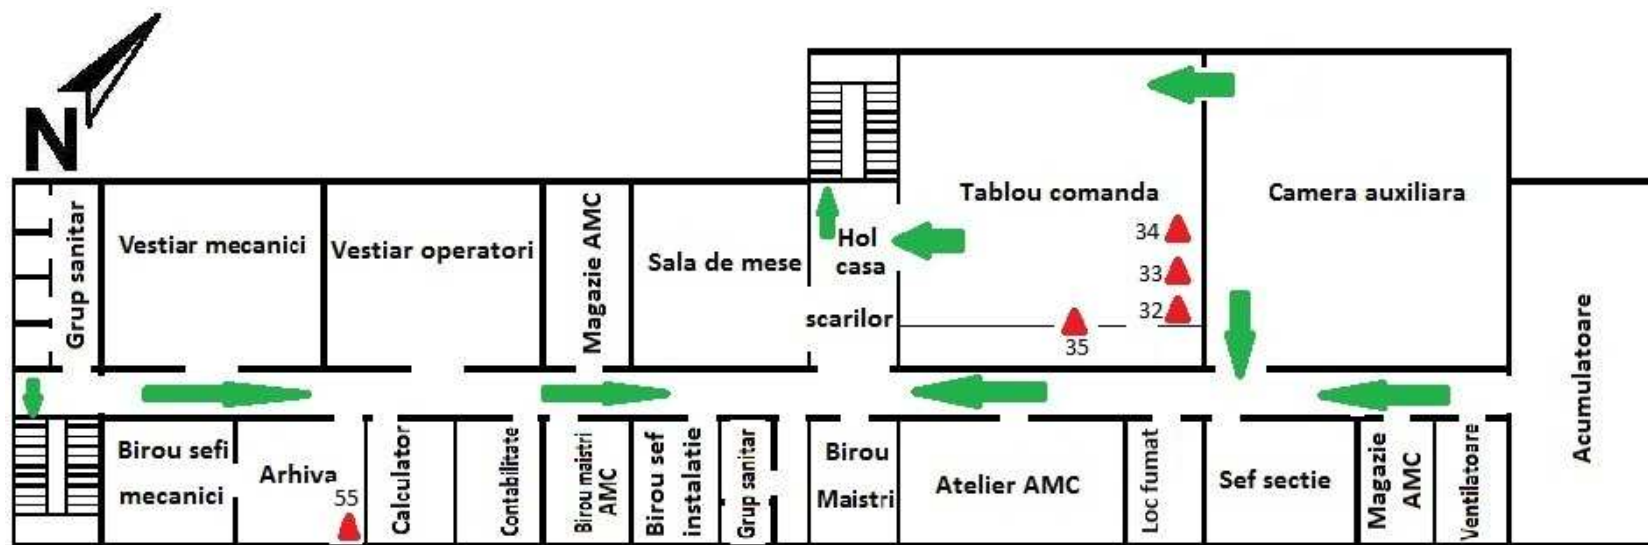 N
Grup sanitar
Vestiar mecanici
Vestiar operatori
Magazie AMC
Sala de mese
Hol
casa
scarilor
Tablou comanda
34
33
32
35
Camera auxiliara
Acumulatoare
Birou sefi
mecanici
Arhiva
55
Calculator
Contabilitate
Birou maistri
AMC
Birou sef
instalatie
Grup sanitar
Birou
Maistri
Atelier AMC
Loc fumat
Sef sectie
Magazie
AMC
Ventilatoare